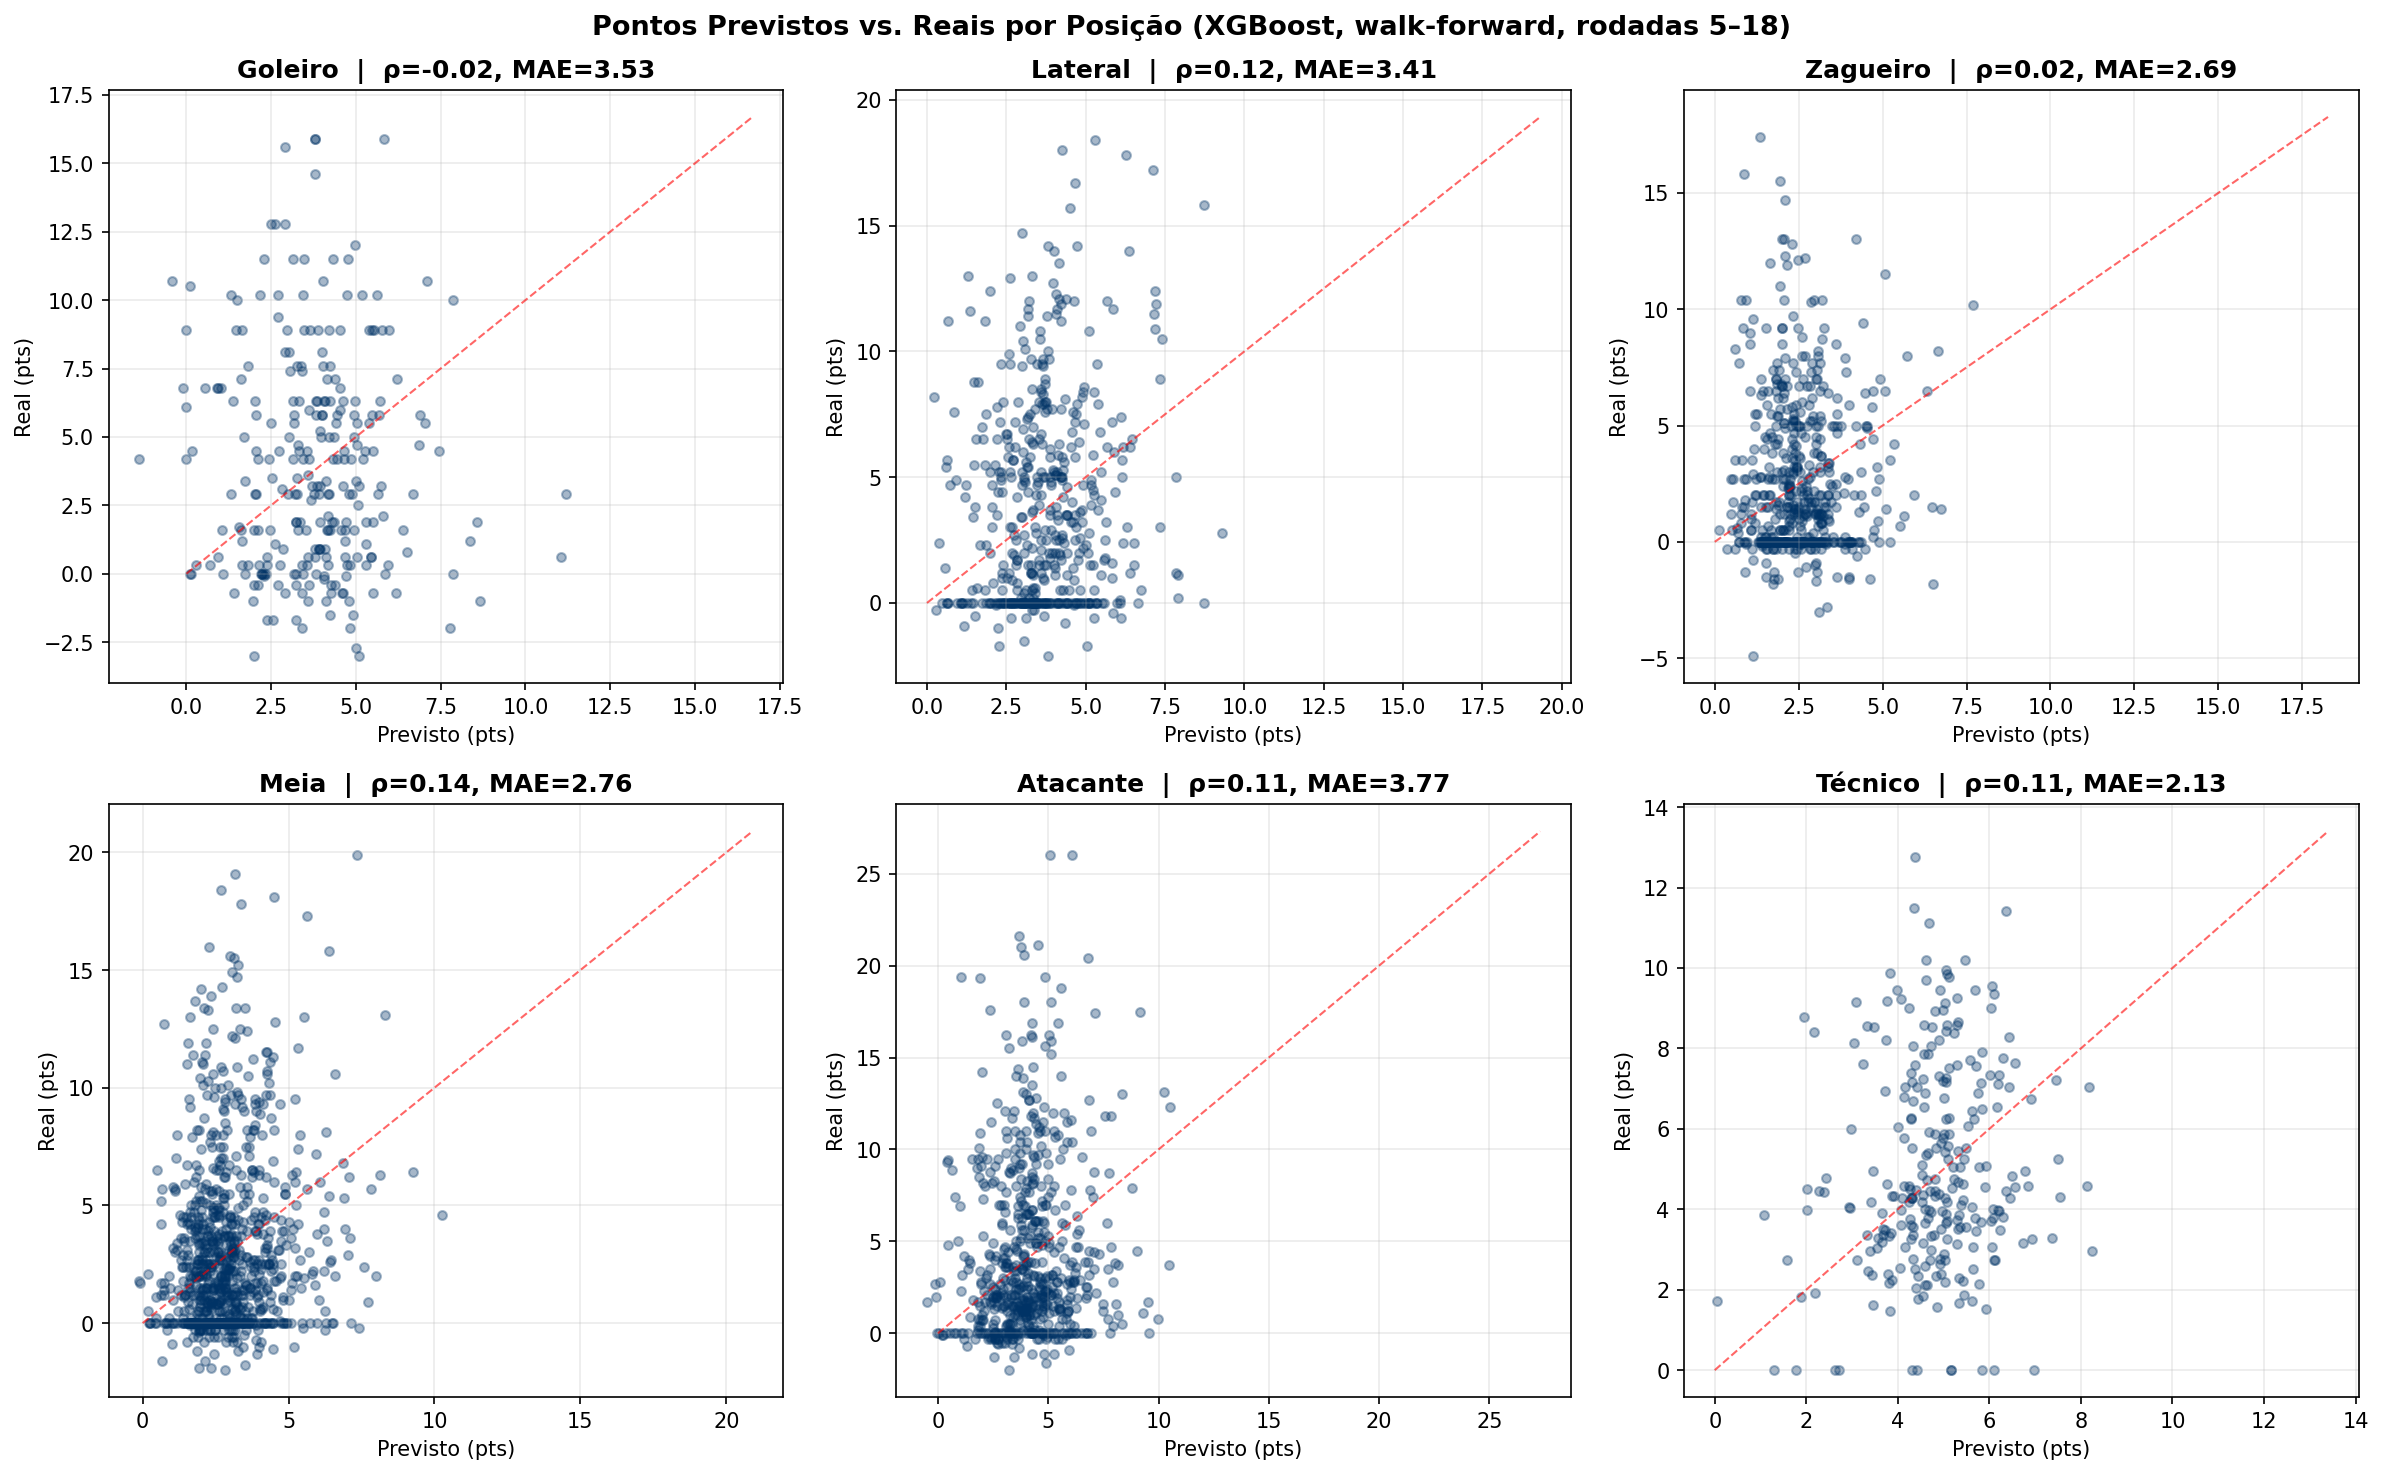 Pontos Previstos vs. Reais por Posição (XGBoost, walk-forward, rodadas 5–18)
Goleiro | ρ=-0.02, MAE=3.53
17.5
15.0
12.5
10.0
7.5
5.0
2.5
0.0
−2.5
Real (pts)
0.0 2.5 5.0 7.5 10.0 12.5 15.0 17.5
Previsto (pts)
Lateral | ρ=0.12, MAE=3.41
20
15
10
5
0
Real (pts)
0.0 2.5 5.0 7.5 10.0 12.5 15.0 17.5 20.0
Previsto (pts)
Zagueiro | ρ=0.02, MAE=2.69
15
10
5
0
−5
Real (pts)
0.0 2.5 5.0 7.5 10.0 12.5 15.0 17.5
Previsto (pts)
Meia | ρ=0.14, MAE=2.76
20
15
10
5
0
Real (pts)
0 5 10 15 20
Previsto (pts)
Atacante | ρ=0.11, MAE=3.77
25
20
15
10
5
0
Real (pts)
0 5 10 15 20 25
Previsto (pts)
Técnico | ρ=0.11, MAE=2.13
14
12
10
8
6
4
2
0
Real (pts)
0 2 4 6 8 10 12 14
Previsto (pts)